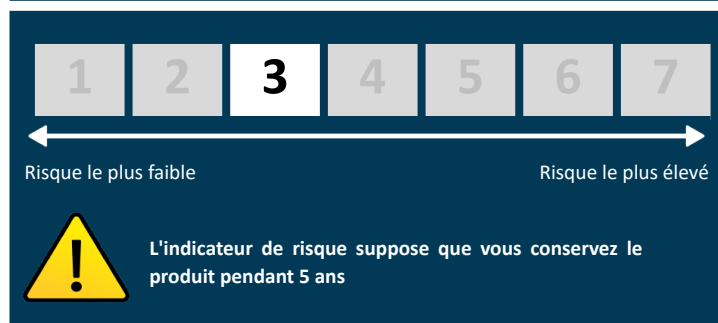 1 2 3 4 5 6 7
Risque le plus faible Risque le plus élevé
!
L'indicateur de risque suppose que vous conservez le
produit pendant 5 ans